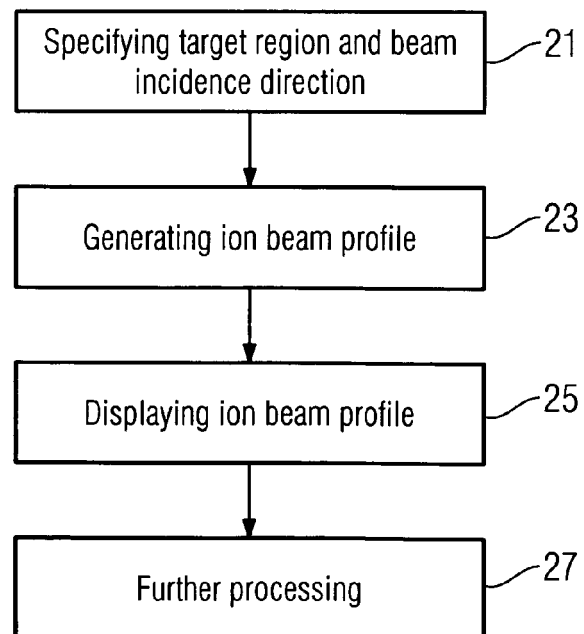 Specifying target region and beam
incidence direction
21
Generating ion beam profile
23
Displaying ion beam profile
25
Further processing
27